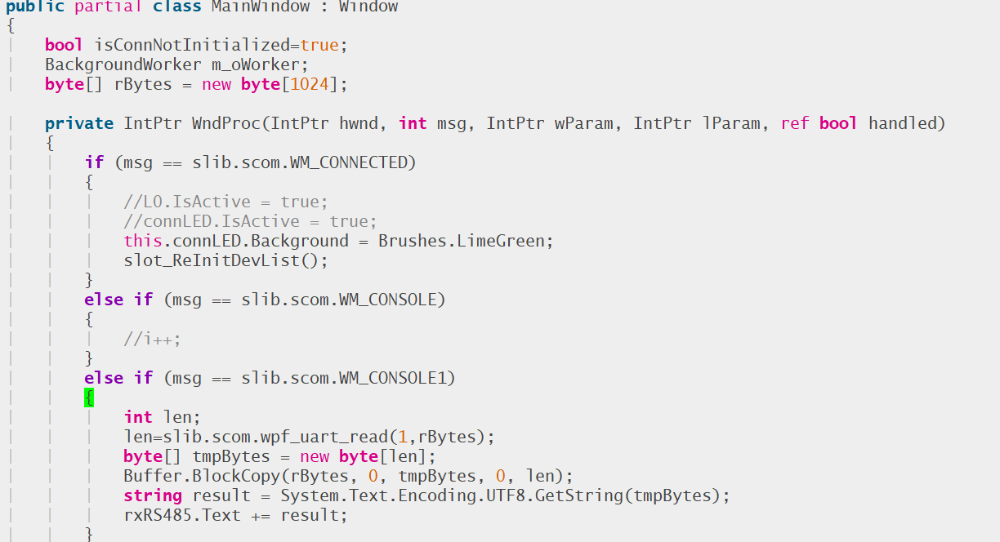 public partial class MainWindow : Window
{
bool isConnNotInitialized=true;
BackgroundWorker m_oWorker;
byte[] rBytes = new byte[1024];
private IntPtr WndProc(IntPtr hwnd, int msg, IntPtr wParam, IntPtr lParam, ref bool handled)
{
if (msg == slib.scom.WM_CONNECTED)
{
//L0.IsActive = true;
//connLED.IsActive = true;
this.connLED.Background = Brushes.LimeGreen;
slot_ReInitDevList();
}
else if (msg == slib.scom.WM_CONSOLE)
{
//i++;
}
else if (msg == slib.scom.WM_CONSOLE1)
{
int len;
len=slib.scom.wpf_uart_read(1,rBytes);
byte[] tmpBytes = new byte[len];
Buffer.BlockCopy(rBytes, 0, tmpBytes, 0, len);
string result = System.Text.Encoding.UTF8.GetString(tmpBytes);
rxRS485.Text += result;
}